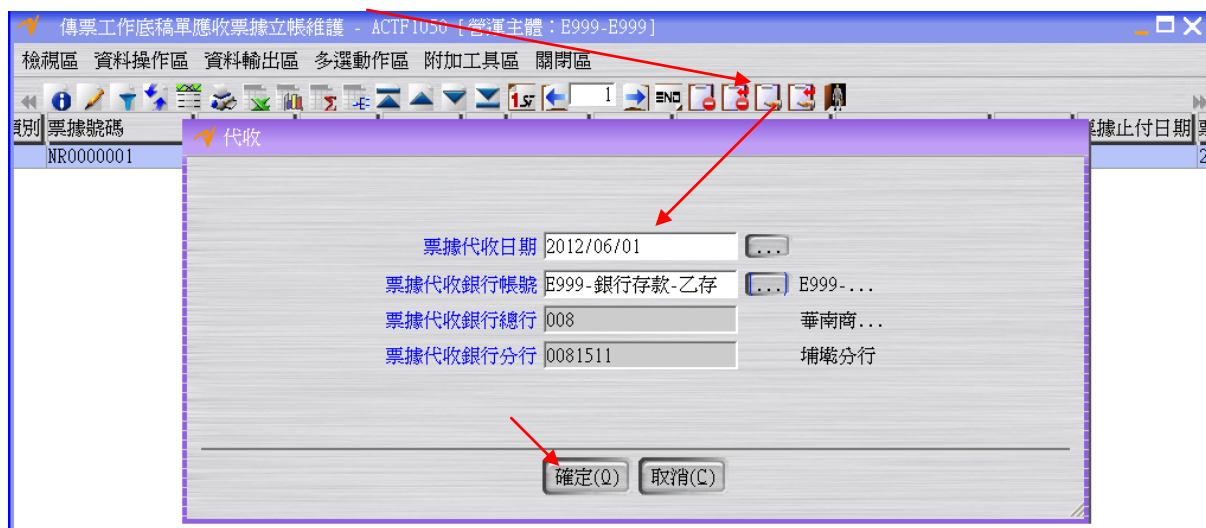 傳票工作底稿單應收票據立帳維護 - ACTF1050 [營運主體：E999-E999]
檢視區 資料操作區 資料輸出區 多選動作區 附加工具區 關閉區
1st 1 END
票據號碼 票據止付日期
NR0000001 2
代收
票據代收日期 2012/06/01 ...
票據代收銀行帳號 E999-銀行存款-乙存 ... E999-...
票據代收銀行總行 008 華南商...
票據代收銀行分行 0081511 埔墘分行
確定(O) 取消(C)